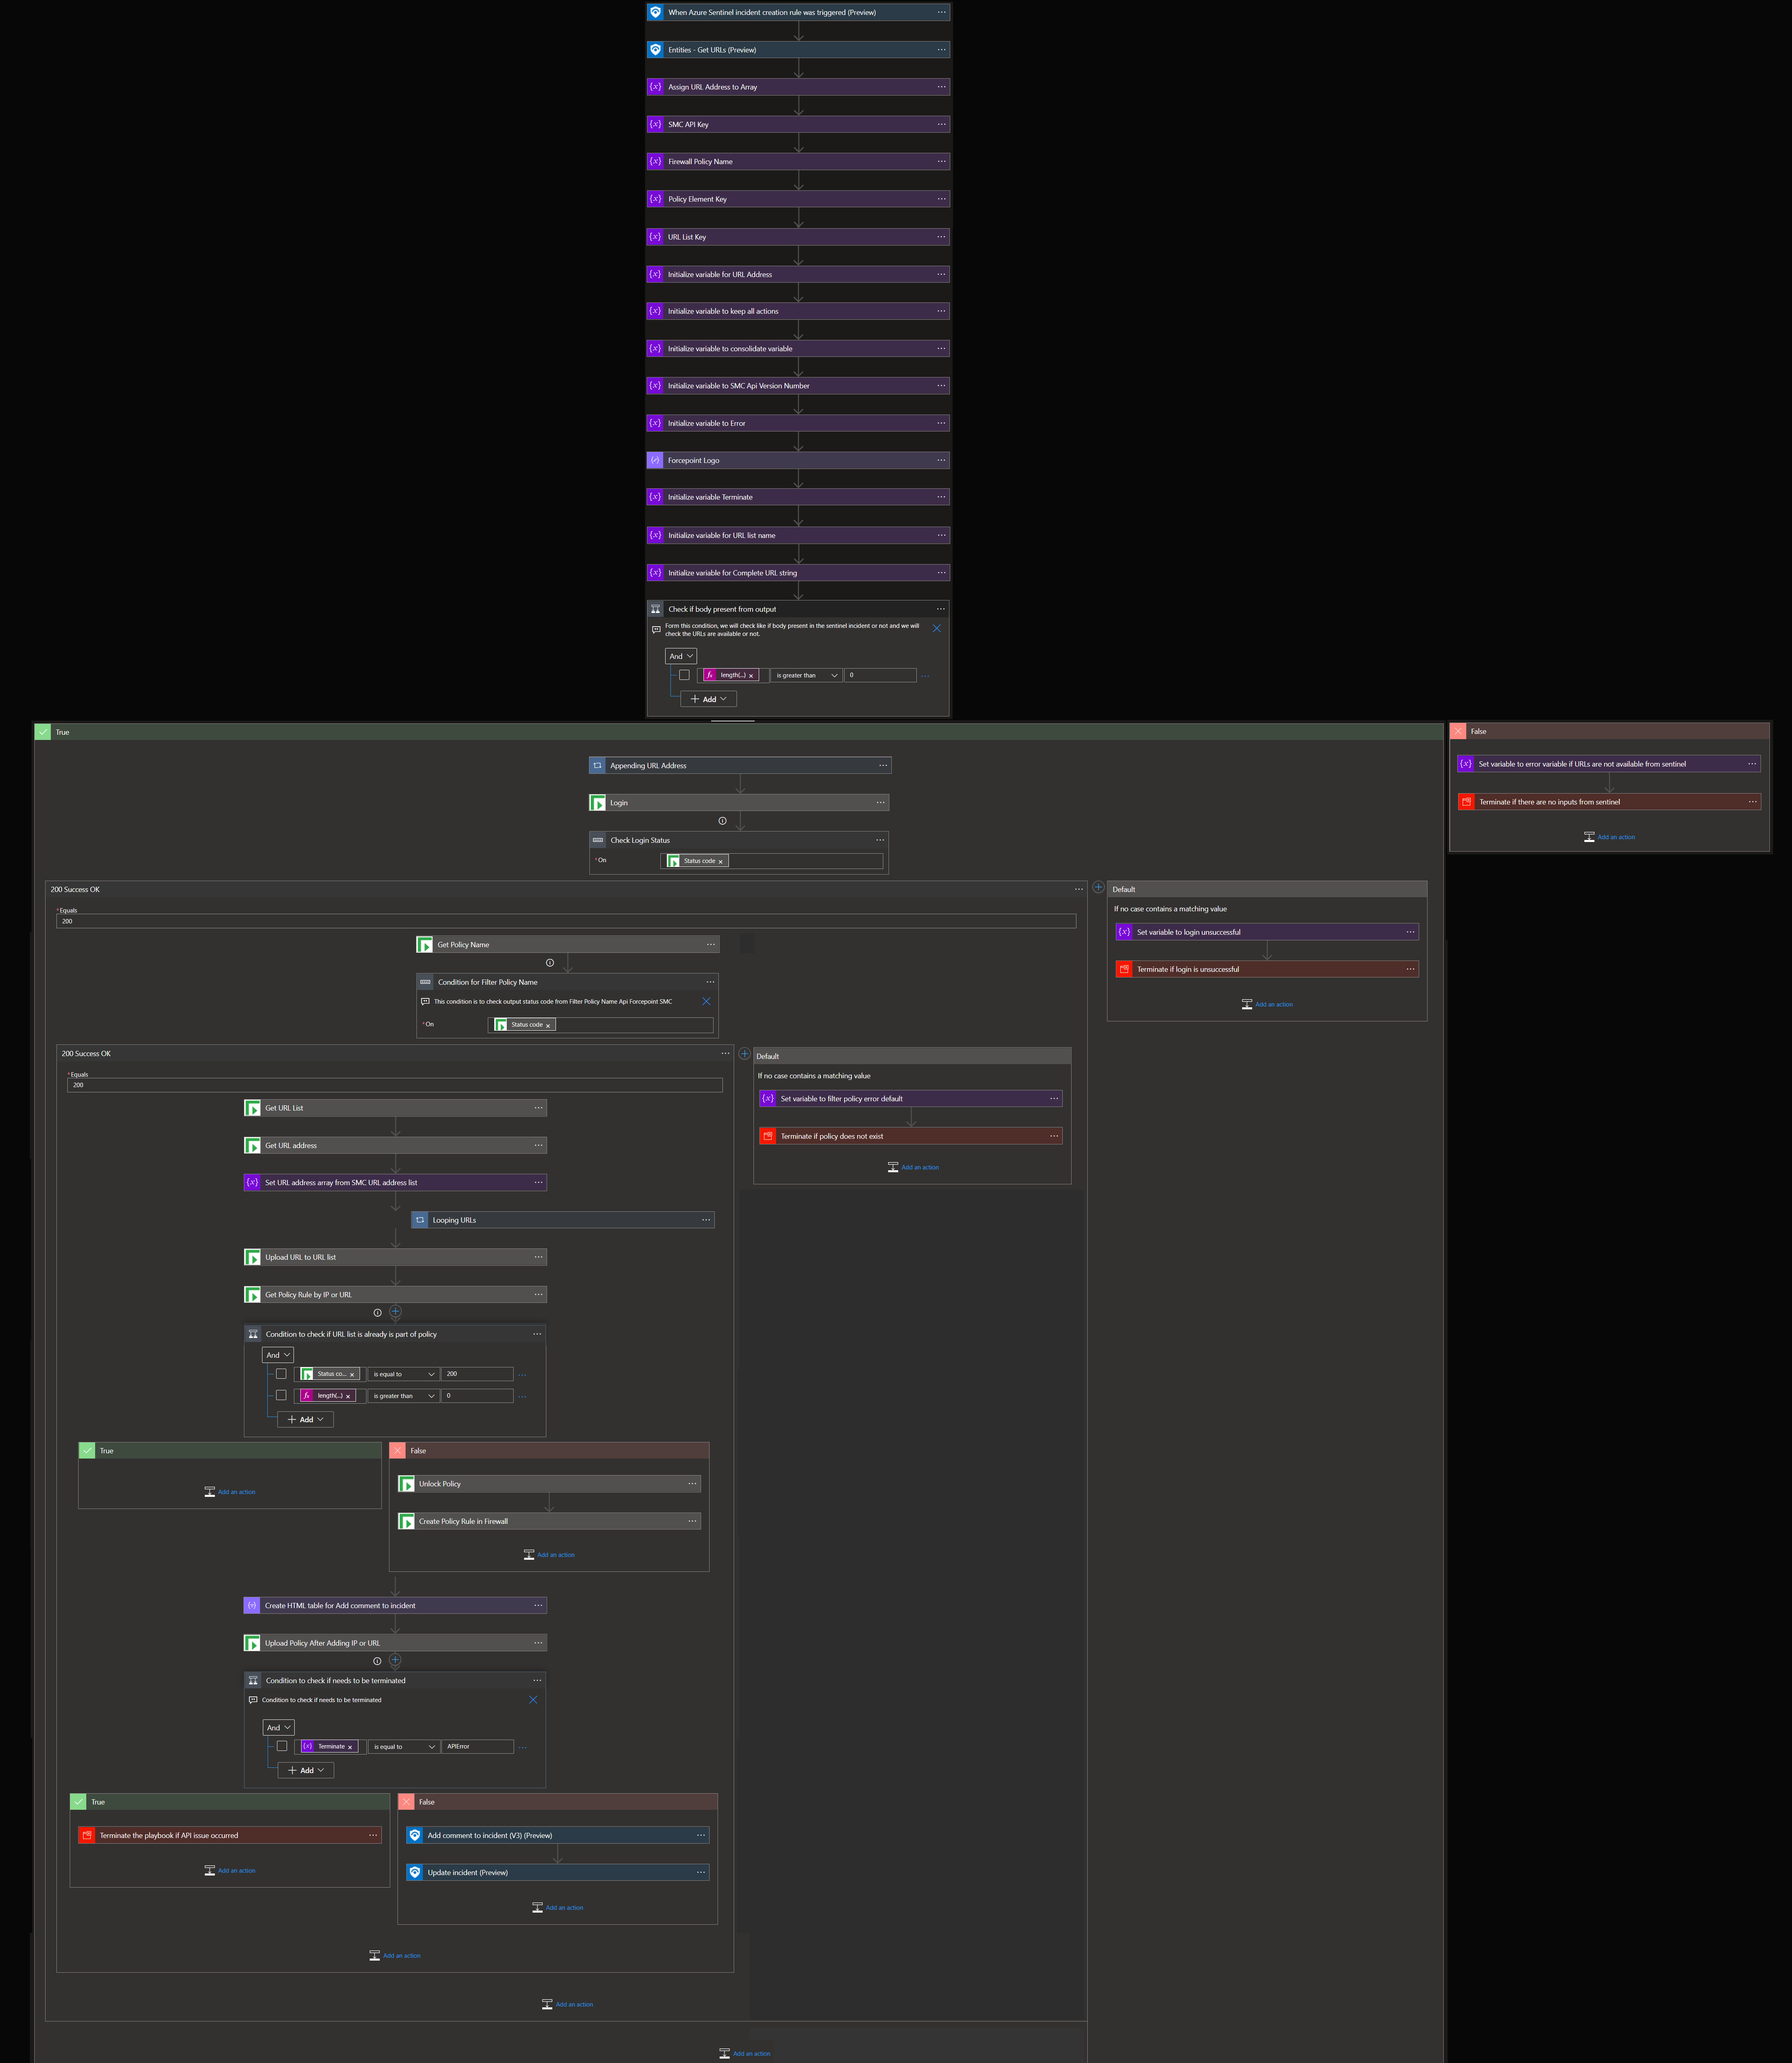 When Azure Sentinel incident creation rule was triggered (Preview)
Entities - Get URLs (Preview)
Assign URL Address to Array
SMC API Key
Firewall Policy Name
Policy Element Key
URL List Key
Initialize variable for URL Address
Initialize variable to keep all actions
Initialize variable to consolidate variable
Initialize variable to SMC Api Version Number
Initialize variable to Error
Forcepoint Logo
Initialize variable Terminate
Initialize variable for URL list name
Initialize variable for Complete URL string
Check if body present from output
Form this condition, we will check like if body present in the sentinel incident or not and we will
check the URLs are available or not.
And
length(...) × is greater than 0
Add
True
Appending URL Address
Login
Check Login Status
* On Status code ×
False
Set variable to error variable if URLs are not available from sentinel
Terminate if there are no inputs from sentinel
Add an action
200 Success OK
* Equals
200
Get Policy Name
Condition for Filter Policy Name
This condition is to check output status code from Filter Policy Name Api Forcepoint SMC
* On Status code ×
Default
If no case contains a matching value
Set variable to login unsuccessful
Terminate if login is unsuccessful
Add an action
200 Success OK
* Equals
200
Get URL List
Get URL address
Set URL address array from SMC URL address list
Looping URLs
Upload URL to URL list
Get Policy Rule by IP or URL
Default
If no case contains a matching value
Set variable to filter policy error default
Terminate if policy does not exist
Add an action
Condition to check if URL list is already is part of policy
And
Status co... × is equal to 200
length(...) × is greater than 0
Add
True
Add an action
False
Unlock Policy
Create Policy Rule in Firewall
Add an action
Create HTML table for Add comment to incident
Upload Policy After Adding IP or URL
Condition to check if needs to be terminated
Condition to check if needs to be terminated
And
Terminate × is equal to APIError
Add
True
Terminate the playbook if API issue occurred
Add an action
False
Add comment to incident (V3) (Preview)
Update incident (Preview)
Add an action
Add an action
Add an action
Add an action